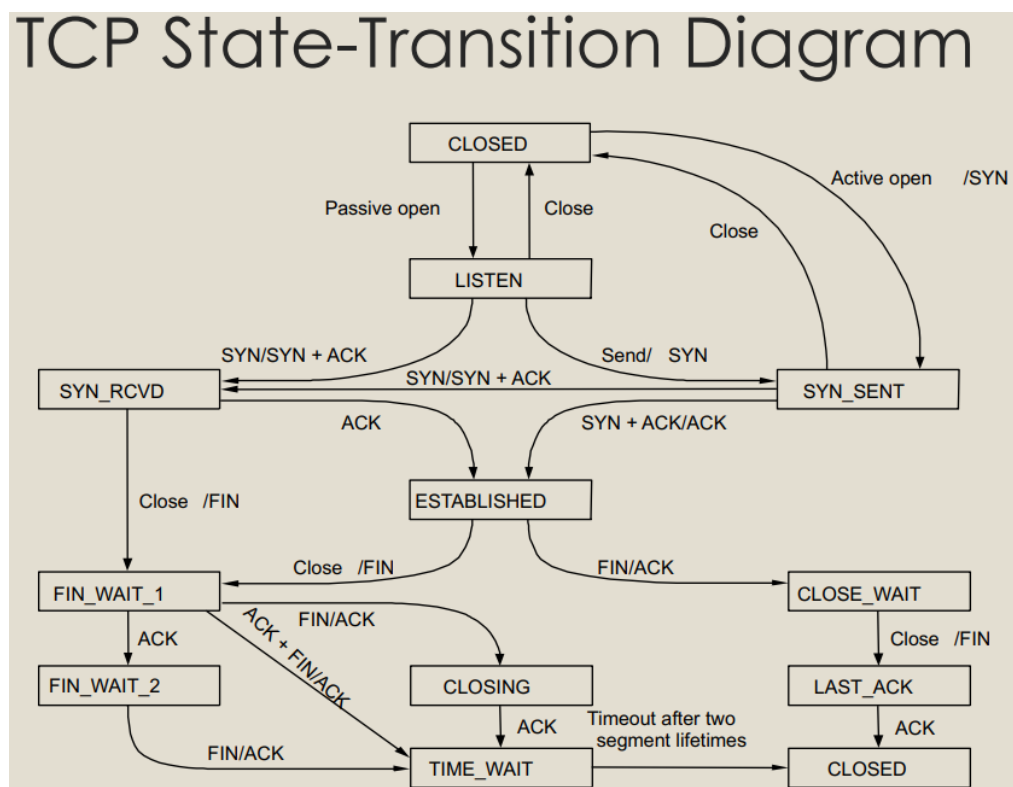 TCP State-Transition Diagram
CLOSED
Active open /SYN
Passive open
Close
Close
LISTEN
SYN/SYN + ACK
Send/ SYN
SYN/SYN + ACK
SYN_RCVD
SYN_SENT
ACK
SYN + ACK/ACK
ESTABLISHED
Close /FIN
Close /FIN
FIN/ACK
FIN_WAIT_1
CLOSE_WAIT
FIN/ACK
ACK
ACK + FIN/ACK
Close /FIN
FIN_WAIT_2
CLOSING
LAST_ACK
ACK
Timeout after two
segment lifetimes
ACK
FIN/ACK
TIME_WAIT
CLOSED